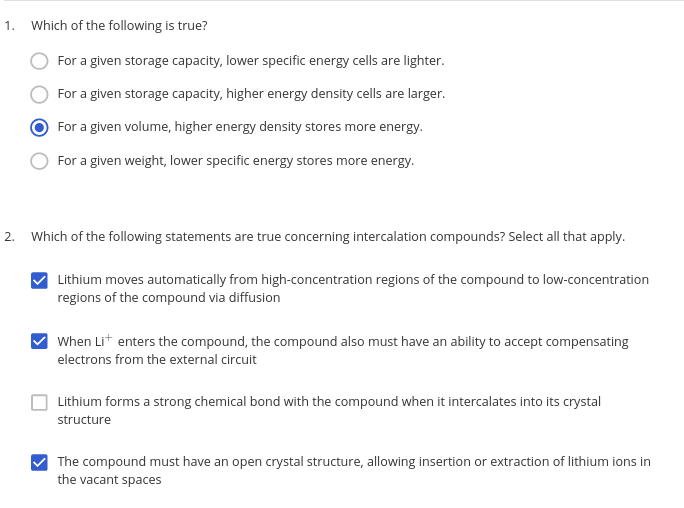 1. Which of the following is true?
For a given storage capacity, lower specific energy cells are lighter.
For a given storage capacity, higher energy density cells are larger.
For a given volume, higher energy density stores more energy.
For a given weight, lower specific energy stores more energy.
2. Which of the following statements are true concerning intercalation compounds? Select all that apply.
Lithium moves automatically from high-concentration regions of the compound to low-concentration
regions of the compound via diffusion
When Li⁺ enters the compound, the compound also must have an ability to accept compensating
electrons from the external circuit
Lithium forms a strong chemical bond with the compound when it intercalates into its crystal
structure
The compound must have an open crystal structure, allowing insertion or extraction of lithium ions in
the vacant spaces